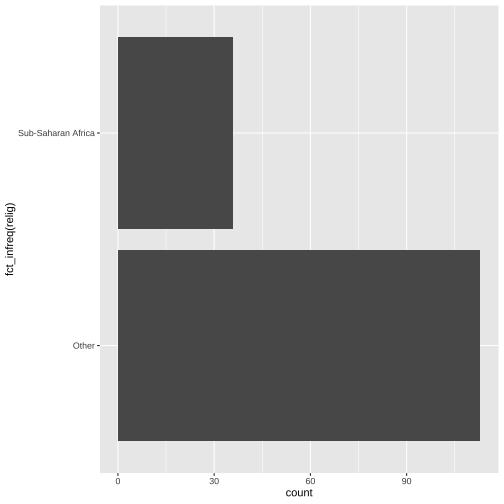 Sub-Saharan Africa
Other
fct_infreq(relig)
0 30 60 90
count